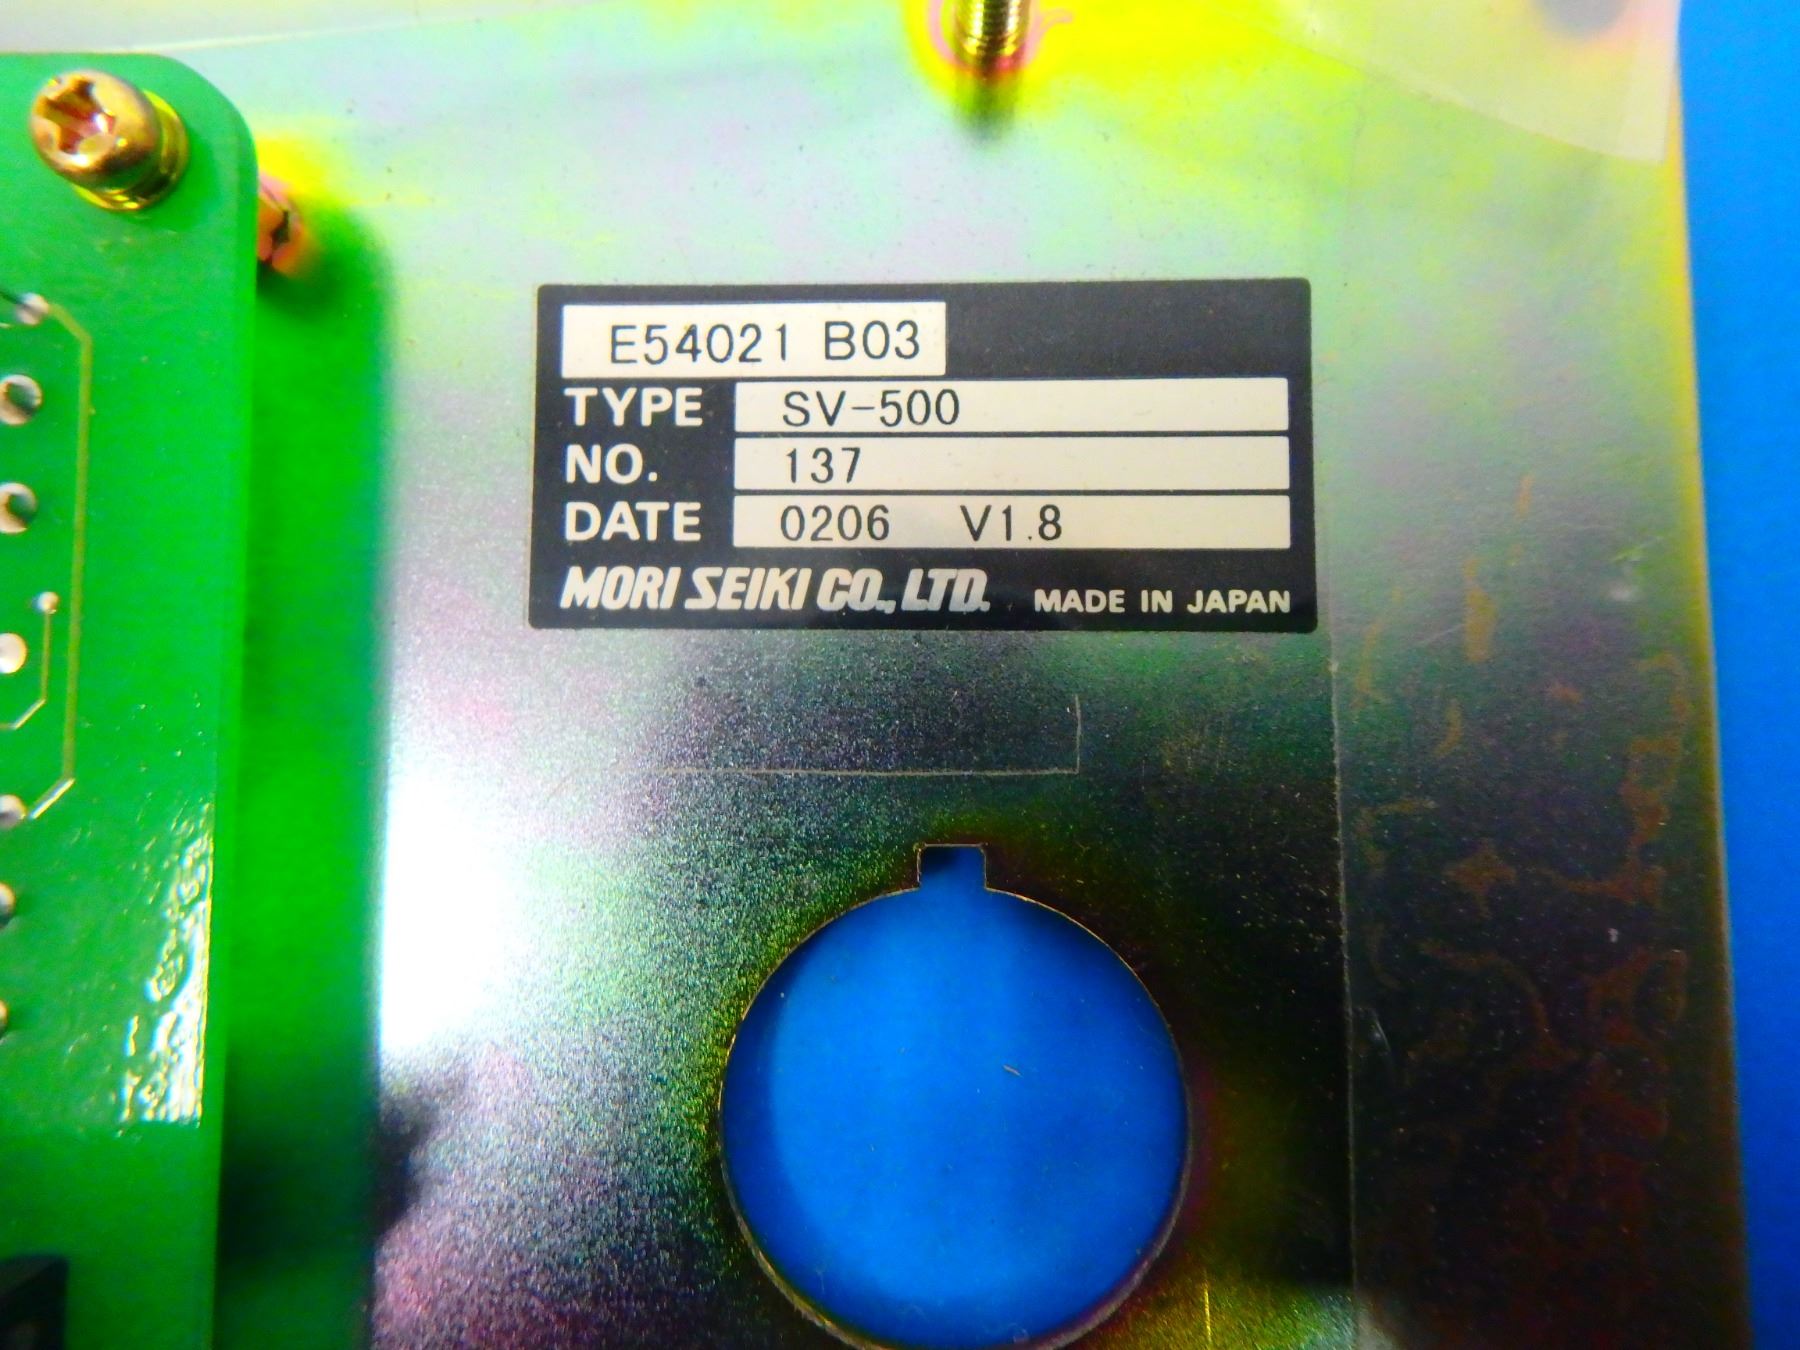 E54021 B03
TYPE SV-500
NO. 137
DATE 0206 V1.8
MORI SEIKI CO., LTD. MADE IN JAPAN